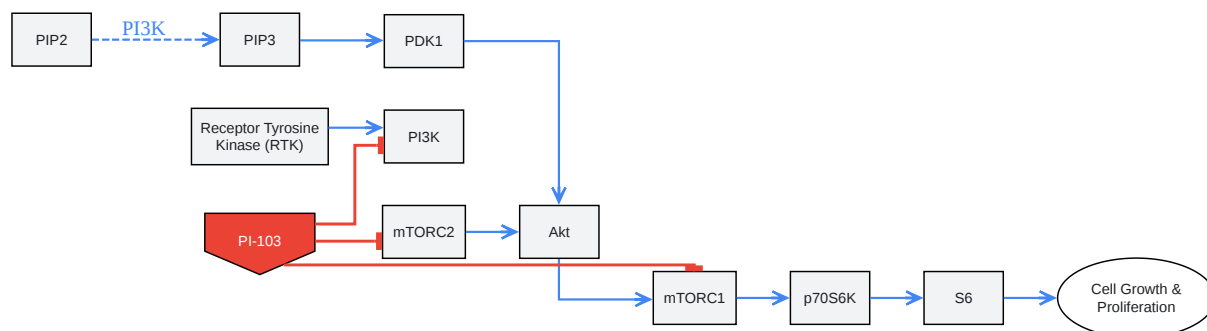 PI3K
PIP2
PIP3
PDK1
Receptor Tyrosine
Kinase (RTK)
PI3K
PI-103
mTORC2
Akt
mTORC1
p70S6K
S6
Cell Growth &
Proliferation